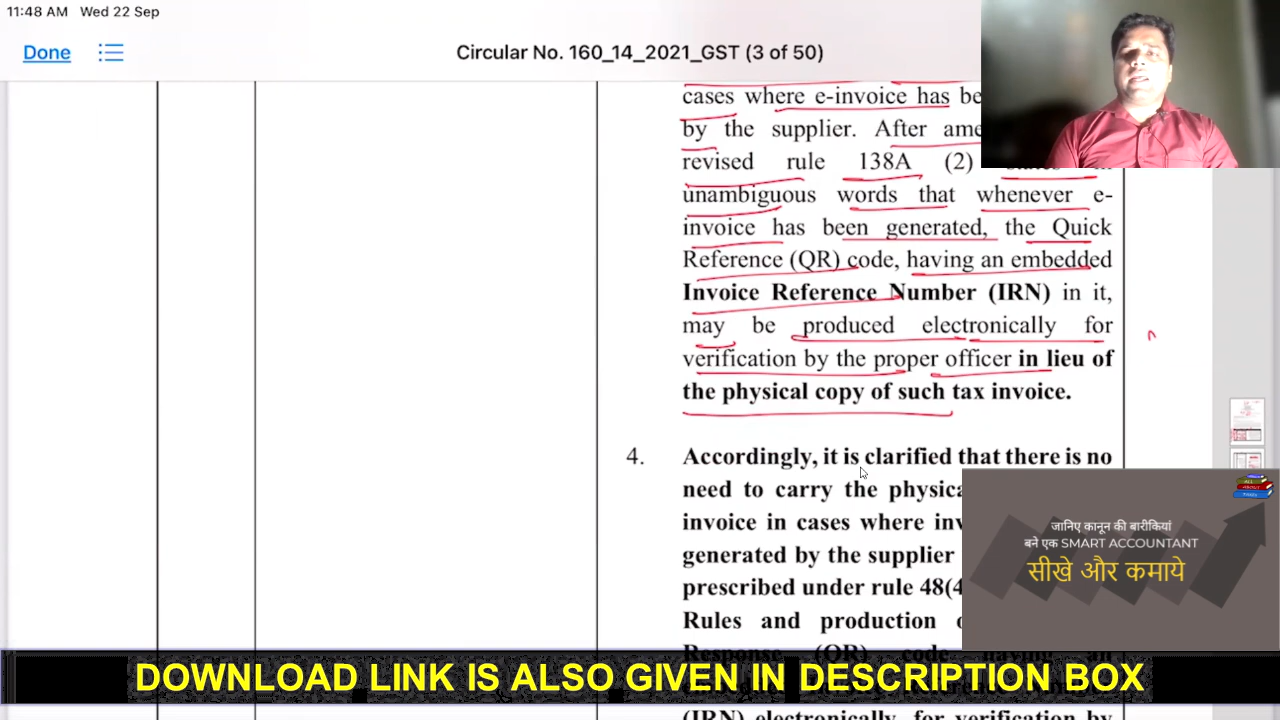 11:48 AM Wed 22 Sep
Done
Circular No. 160_14_2021_GST (3 of 50)
cases where e-invoice has
by the supplier. After
revised rule 138A (2)
unambiguous words that whenever e-
invoice has been generated, the Quick
Reference (QR) code, having an embedded
Invoice Reference Number (IRN) in it,
may be produced electronically for
verification by the proper officer in lieu of
the physical copy of such tax invoice.
4. Accordingly, it is clarified that there is no
need to carry the
invoice in cases where
generated by the supplier
prescribed under rule 48(4
Rules and production
जानिए कानून की बारीकियां
बने एक SMART ACCOUNTANT
सीखे और कमाये
DOWNLOAD LINK IS ALSO GIVEN IN DESCRIPTION BOX
(IRN) electronically, for verification by